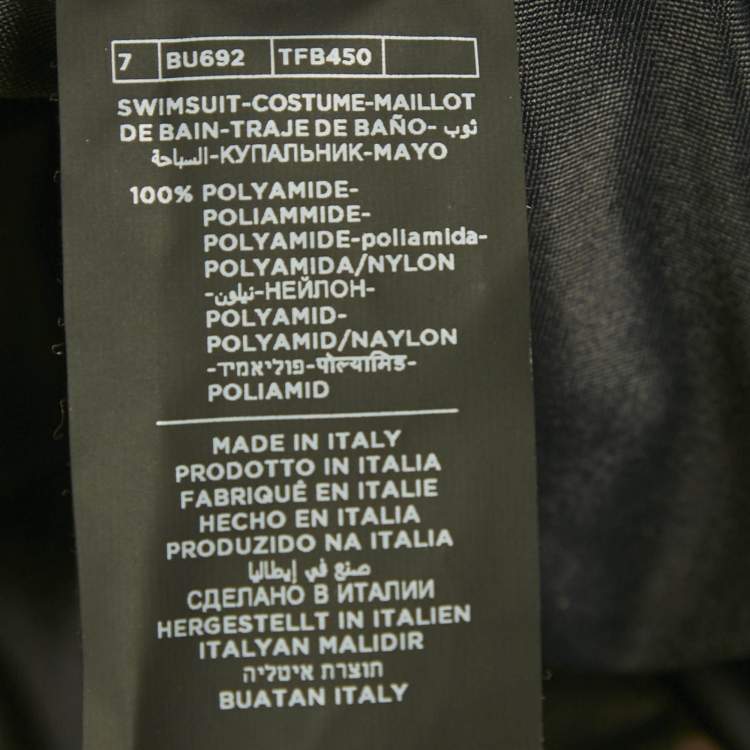 7 BU692 TFB450
SWIMSUIT-COSTUME-MAILLOT
DE BAIN-TRAJE DE BAÑO- ثوب
السباحة-КУПАЛЬНИК-MAYO
100% POLYAMIDE-
POLIAMMIDE-
POLYAMIDE-poliamida-
POLYAMIDA/NYLON
-نيلون-НЕЙЛОН-
POLYAMID-
POLYAMID/NAYLON
-פוליאמיד-पोल्यामिड-
POLIAMID
MADE IN ITALY
PRODOTTO IN ITALIA
FABRIQUÊ EN ITALIE
HECHO EN ITALIA
PRODUZIDO NA ITALIA
صنع في إيطاليا
СДЕЛАНО В ИТАЛИИ
HERGESTELLT IN ITALIEN
ITALYAN MALIDIR
תוצרת איטליה
BUATAN ITALY